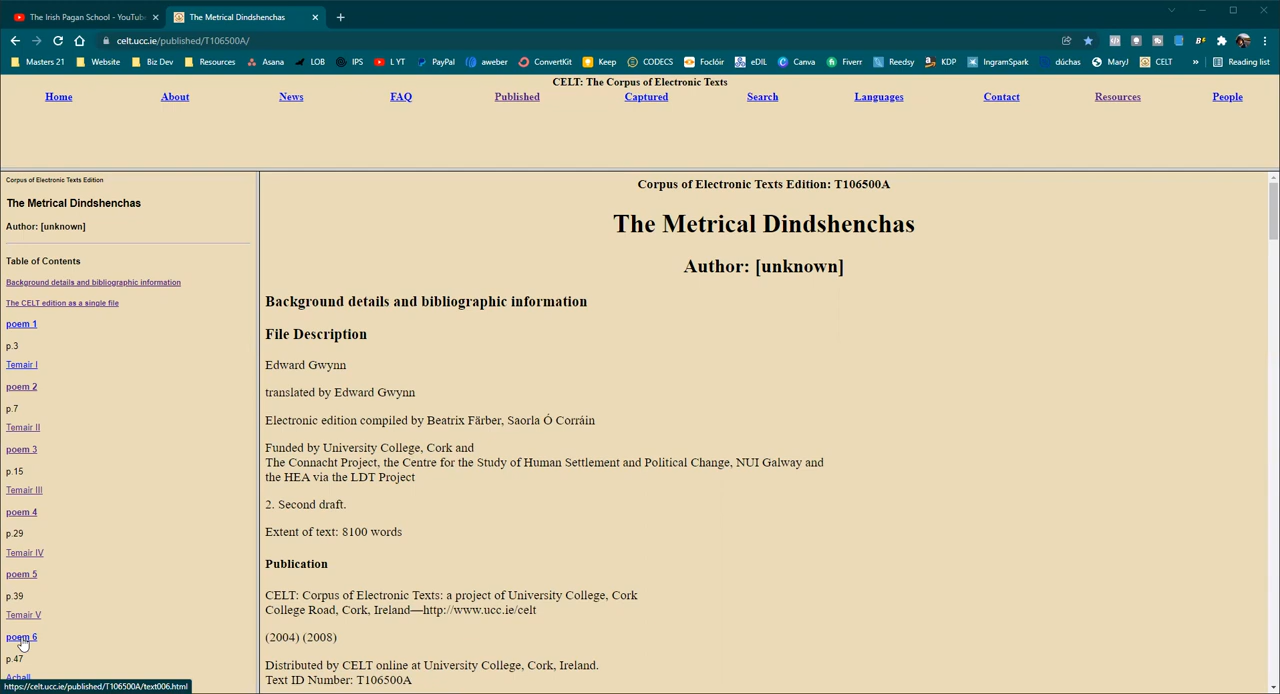 The Irish Pagan School - YouTube
The Metrical Dindshenchas
celt.ucc.ie/published/T106500A/
Masters 21 Website Biz Dev Resources Asana LOB IPS L YT PayPal aweber ConvertKit Keep CODECS Foclóir eDIL Canva Fiverr Reedsy KDP IngramSpark dúchas MaryJ CELT » Reading list
CELT: The Corpus of Electronic Texts
Home About News FAQ Published Captured Search Languages Contact Resources People
Corpus of Electronic Texts Edition
The Metrical Dindshenchas
Author: [unknown]
Table of Contents
Background details and bibliographic information
The CELT edition as a single file
poem 1
p.3
Temair I
poem 2
p.7
Temair II
poem 3
p.15
Temair III
poem 4
p.29
Temair IV
poem 5
p.39
Temair V
poem 6
p.47
Achall
https://celt.ucc.ie/published/T106500A/text006.html
Corpus of Electronic Texts Edition: T106500A
The Metrical Dindshenchas
Author: [unknown]
Background details and bibliographic information
File Description
Edward Gwynn
translated by Edward Gwynn
Electronic edition compiled by Beatrix Färber, Saorla Ó Corráin
Funded by University College, Cork and
The Connacht Project, the Centre for the Study of Human Settlement and Political Change, NUI Galway and
the HEA via the LDT Project
2. Second draft.
Extent of text: 8100 words
Publication
CELT: Corpus of Electronic Texts: a project of University College, Cork
College Road, Cork, Ireland—http://www.ucc.ie/celt
(2004) (2008)
Distributed by CELT online at University College, Cork, Ireland.
Text ID Number: T106500A